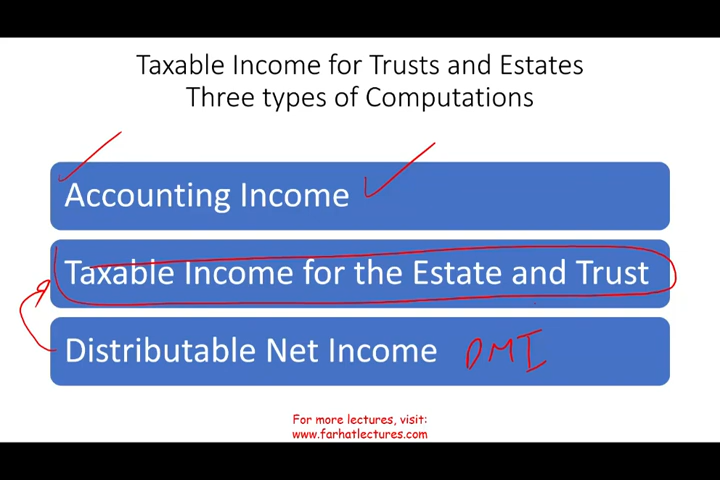 Taxable Income for Trusts and Estates
Three types of Computations
Accounting Income
Taxable Income for the Estate and Trust
Distributable Net Income DNI
For more lectures, visit:
www.farhatlectures.com